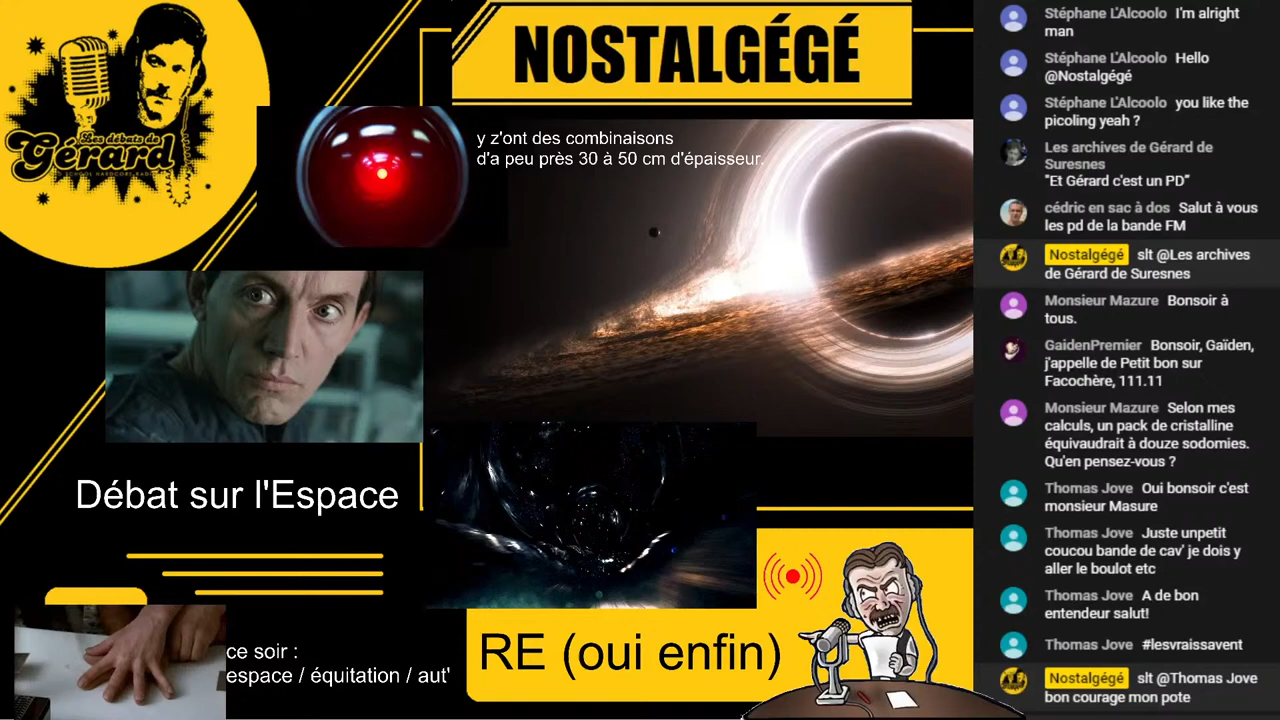 NOSTALGÉGÉ
Les débats de
Gérard
y z'ont des combinaisons
d'a peu près 30 à 50 cm d'épaisseur.
Débat sur l'Espace
ce soir :
espace / équitation / aut'
RE (oui enfin)
Stéphane L'Alcoolo I'm alright
man
Stéphane L'Alcoolo Hello
@Nostalgégé
Stéphane L'Alcoolo you like the
picoling yeah ?
Les archives de Gérard de
Suresnes
"Et Gérard c'est un PD"
cédric en sac à dos Salut à vous
les pd de la bande FM
Nostalgégé slt @Les archives
de Gérard de Suresnes
Monsieur Mazure Bonsoir à
tous.
GaidenPremier Bonsoir, Gaïden,
j'appelle de Petit bon sur
Facochère, 111.11
Monsieur Mazure Selon mes
calculs, un pack de cristalline
équivaudrait à douze sodomies.
Qu'en pensez-vous ?
Thomas Jove Oui bonsoir c'est
monsieur Masure
Thomas Jove Juste unpetit
coucou bande de cav' je dois y
aller le boulot etc
Thomas Jove A de bon
entendeur salut!
Thomas Jove #lesvraissavent
Nostalgégé slt @Thomas Jove
bon courage mon pote